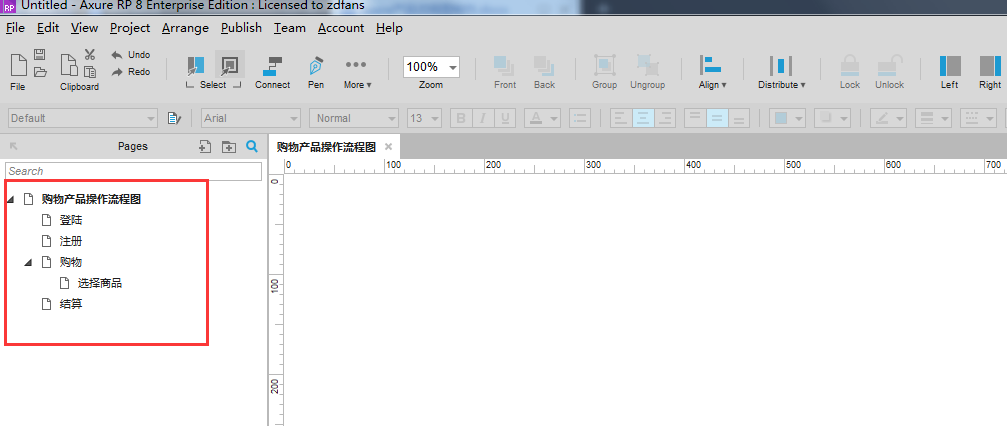 Untitled - Axure RP 8 Enterprise Edition : Licensed to zdfans
File Edit View Project Arrange Publish Team Account Help
Undo
Redo
100%
File Clipboard Select Connect Pen More Zoom Front Back Group Ungroup Align Distribute Lock Unlock Left Right
Default Arial Normal 13 B I U A
Pages
购物产品操作流程图
Search
0 100 200 300 400 500 600 700
0
100
200
购物产品操作流程图
登陆
注册
购物
选择商品
结算